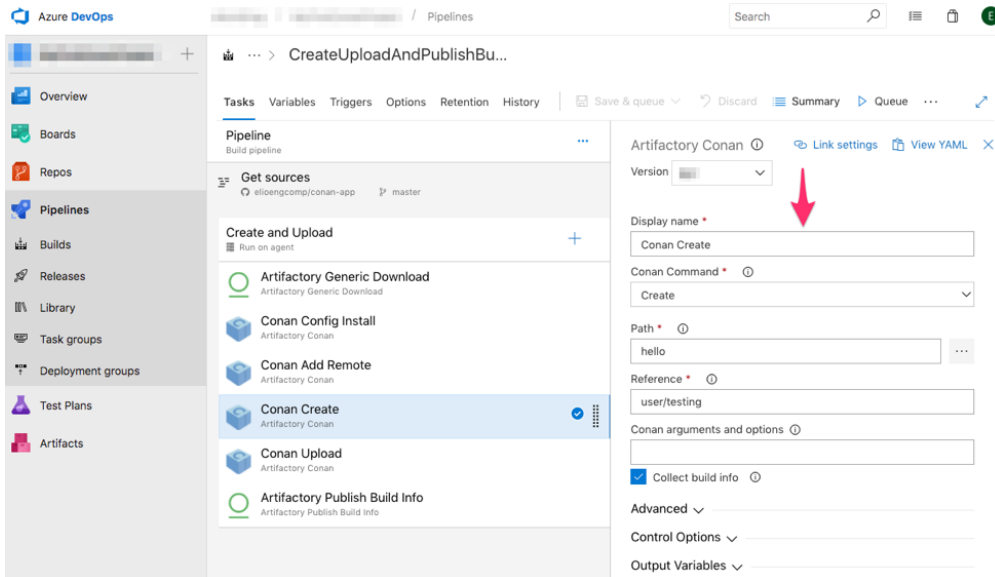 Azure DevOps
/ Pipelines
Search
E
+
Overview
Boards
Repos
Pipelines
Builds
Releases
Library
Task groups
Deployment groups
Test Plans
Artifacts
... > CreateUploadAndPublishBu...
Tasks Variables Triggers Options Retention History
Save & queue Discard Summary Queue ...
Pipeline
Build pipeline
...
Get sources
elioengcomp/conan-app master
Create and Upload
Run on agent
+
Artifactory Generic Download
Artifactory Generic Download
Conan Config Install
Artifactory Conan
Conan Add Remote
Artifactory Conan
Conan Create
Artifactory Conan
Conan Upload
Artifactory Conan
Artifactory Publish Build Info
Artifactory Publish Build Info
Artifactory Conan
Link settings View YAML
Version
Display name *
Conan Create
Conan Command *
Create
Path *
hello
...
Reference *
user/testing
Conan arguments and options
Collect build info
Advanced
Control Options
Output Variables